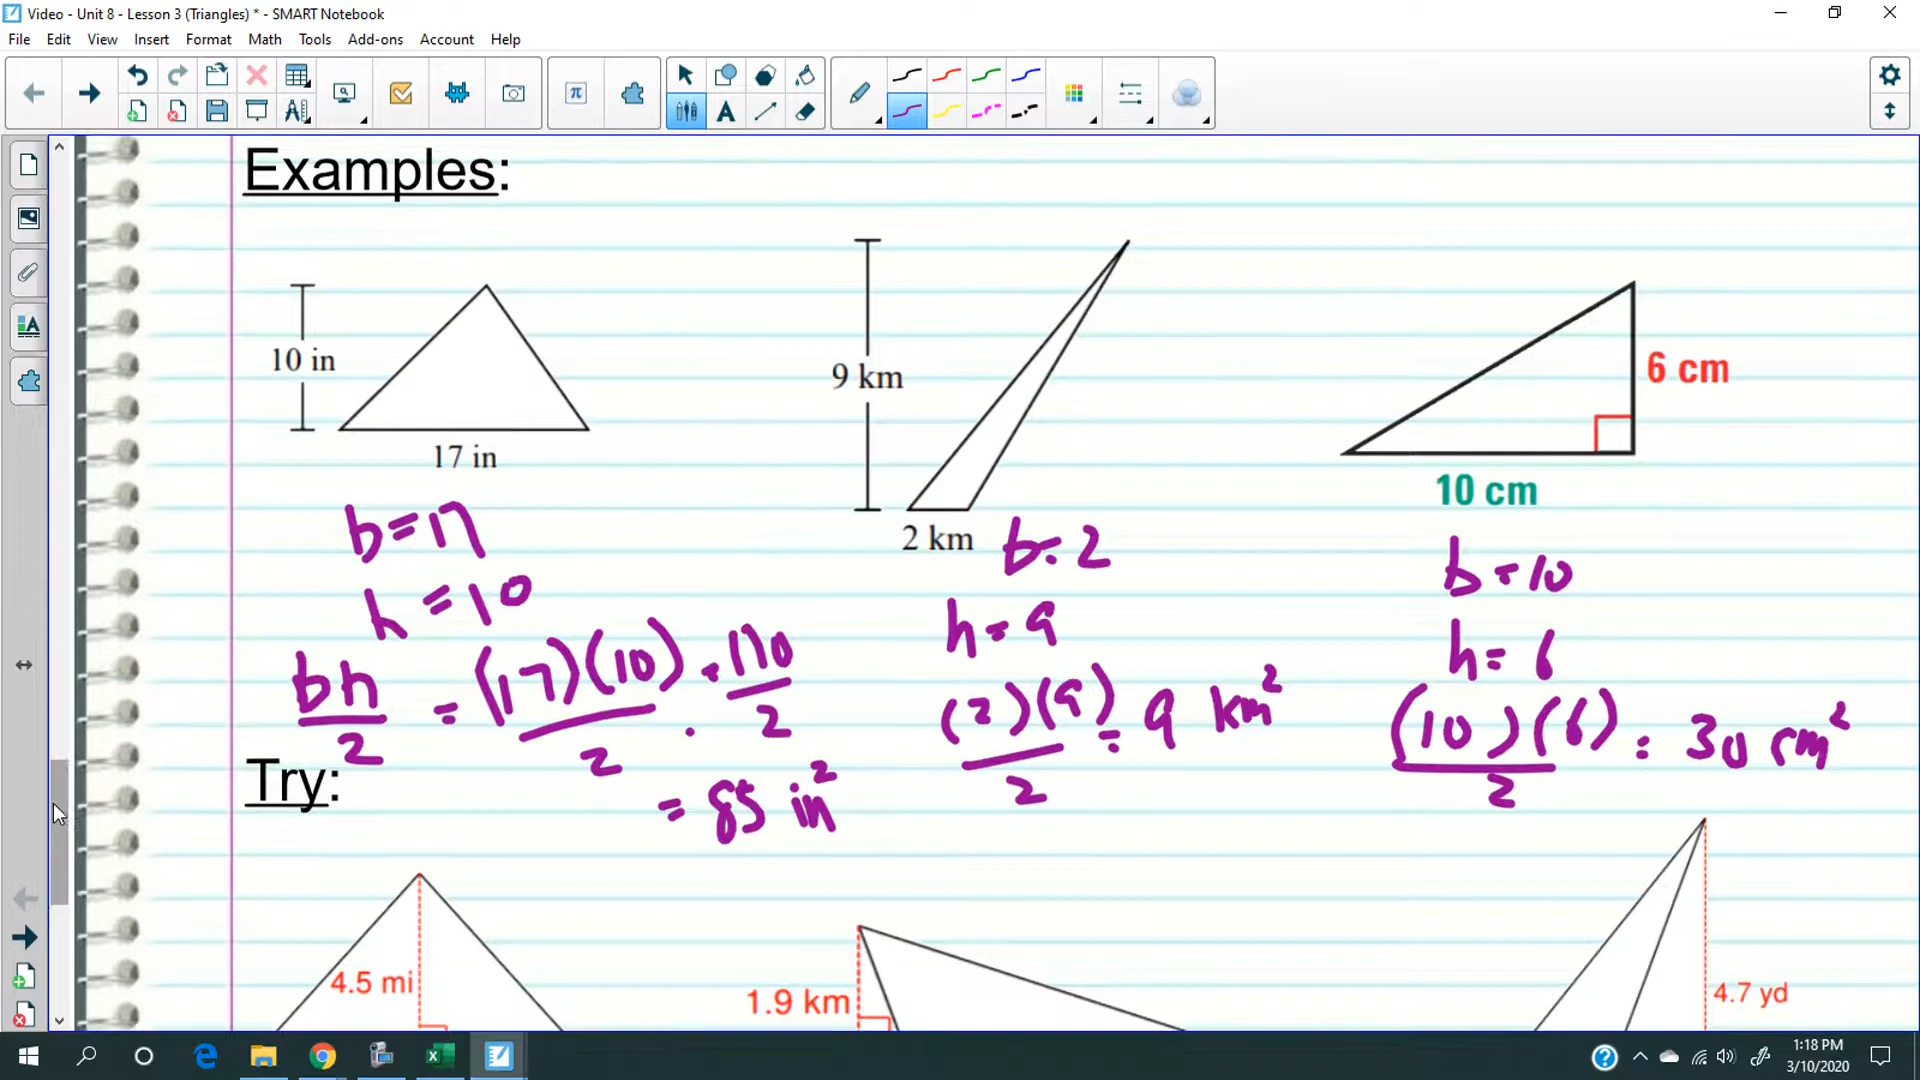 Video - Unit 8 - Lesson 3 (Triangles) * - SMART Notebook
File Edit View Insert Format Math Tools Add-ons Account Help
Examples:
10 in
17 in
9 km
2 km
6 cm
10 cm
b=17
h=10
bh/2 = (17)(10)/2 = 170/2
= 85 in²
b=2
h=9
(2)(9)/2 = 9 km²
b=10
h=6
(10)(6)/2 = 30 cm²
Try:
4.5 mi
1.9 km
4.7 yd
1:18 PM
3/10/2020